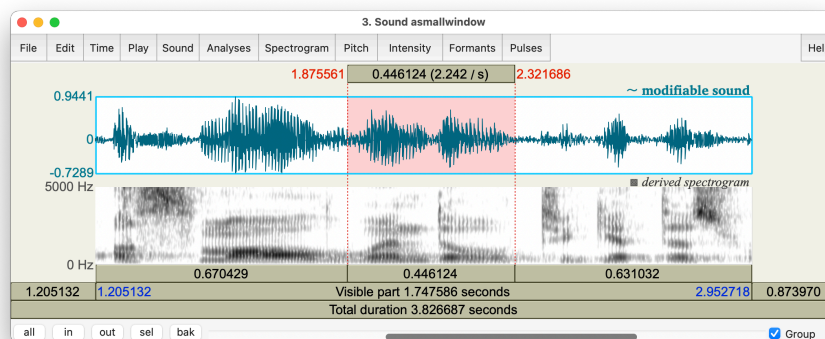 3. Sound asmallwindow
File Edit Time Play Sound Analyses Spectrogram Pitch Intensity Formants Pulses
1.875561 0.446124 (2.242 / s) 2.321686
0.9441 ~ modifiable sound
0
-0.7289
5000 Hz derived spectrogram
0 Hz
0.670429 0.446124 0.631032
1.205132 1.205132 Visible part 1.747586 seconds 2.952718 0.873970
Total duration 3.826687 seconds
all in out sel bak Group